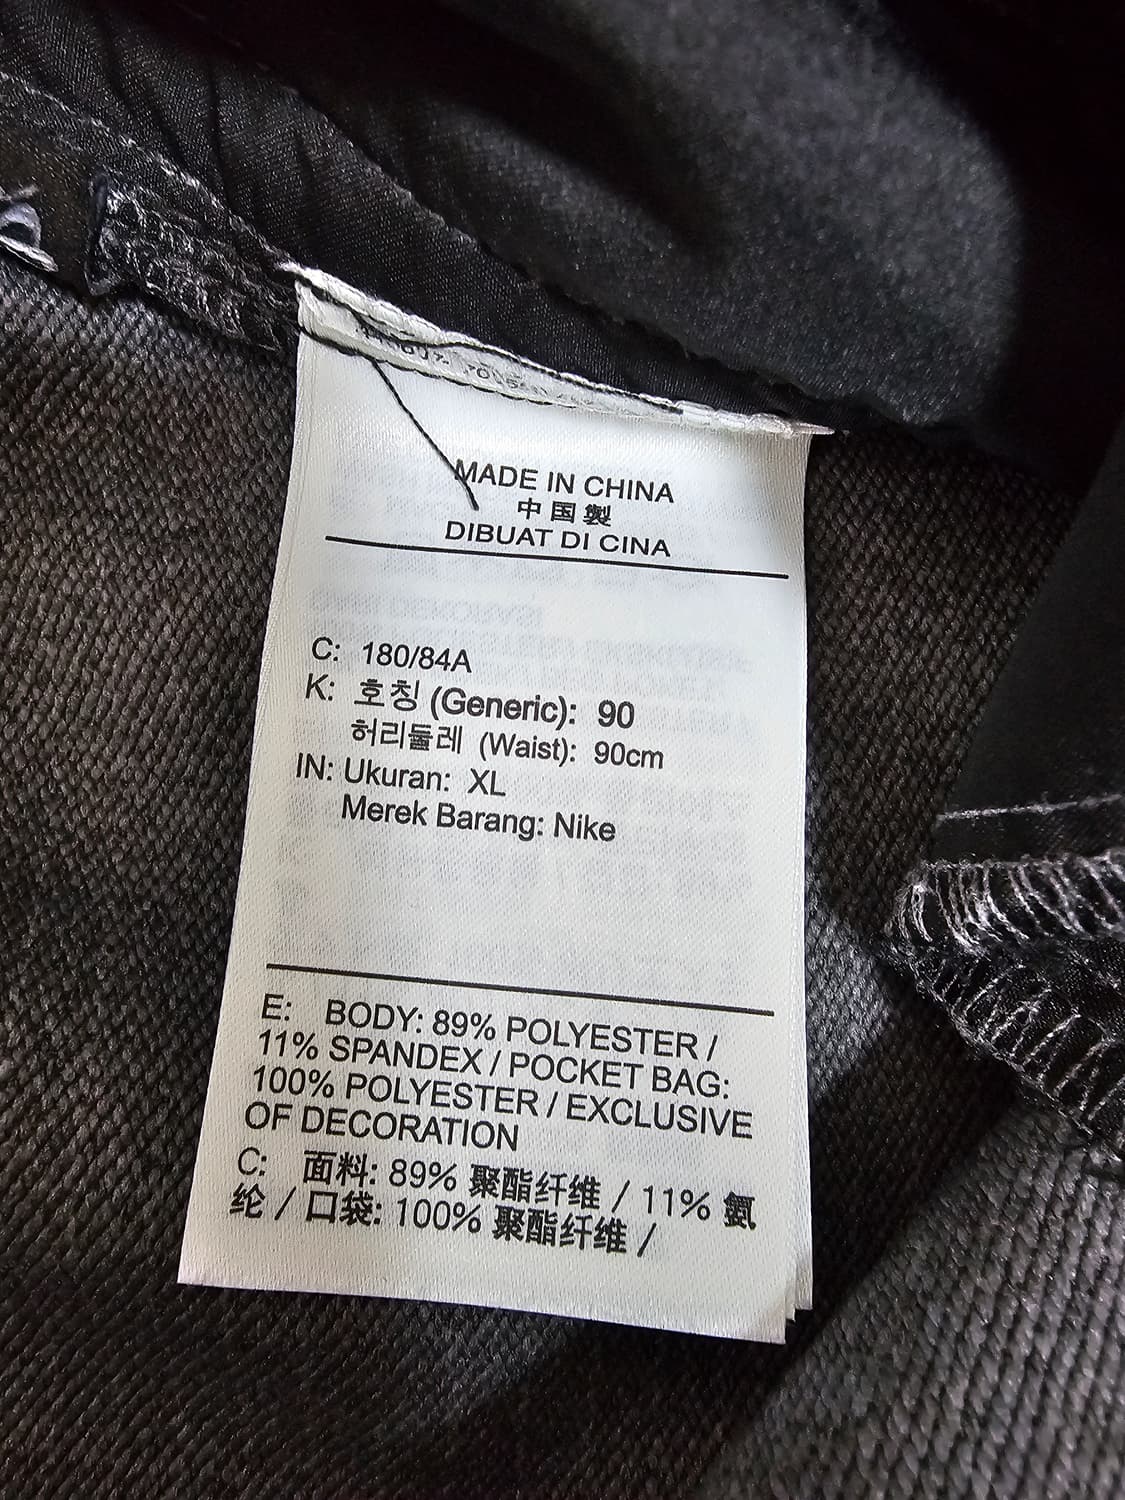 MADE IN CHINA
中国製
DIBUAT DI CINA
C: 180/84A
K: 호칭 (Generic): 90
허리둘레 (Waist): 90cm
IN: Ukuran: XL
Merek Barang: Nike
E: BODY: 89% POLYESTER /
11% SPANDEX / POCKET BAG:
100% POLYESTER / EXCLUSIVE
OF DECORATION
C: 面料: 89% 聚酯纤维 / 11% 氨
纶 / 口袋: 100% 聚酯纤维 /